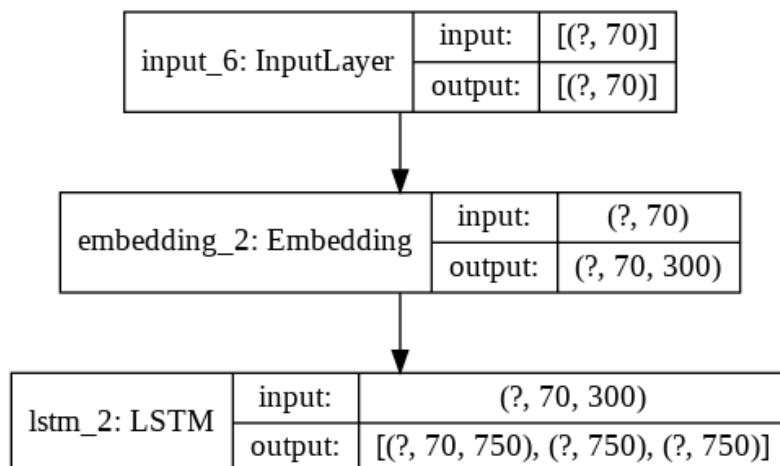 input_6: InputLayer
input: [(?, 70)]
output: [(?, 70)]
embedding_2: Embedding
input: (?, 70)
output: (?, 70, 300)
lstm_2: LSTM
input: (?, 70, 300)
output: [(?, 70, 750), (?, 750), (?, 750)]